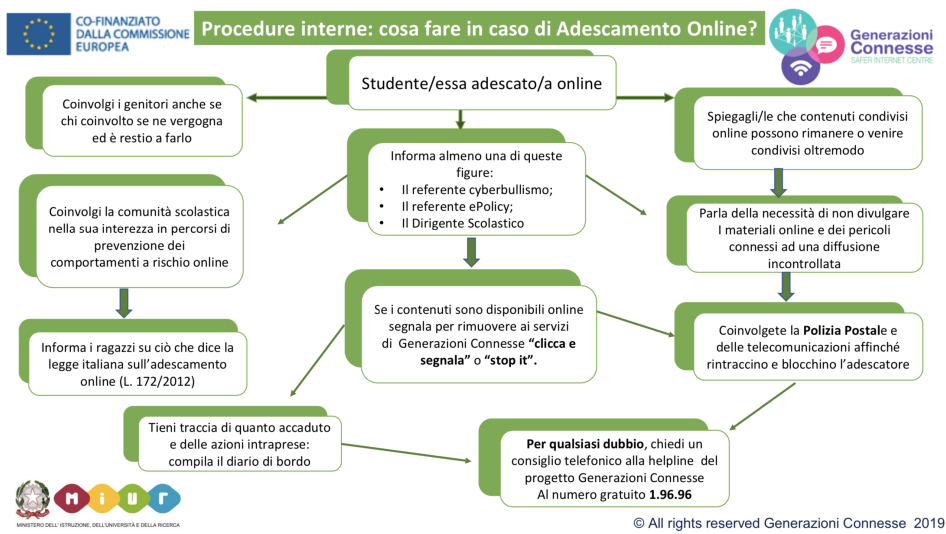 CO-FINANZIATO
DALLA COMMISSIONE
EUROPEA
Procedure interne: cosa fare in caso di Adescamento Online?
Generazioni
Connesse
SAFER INTERNET CENTRE
Studente/essa adescato/a online
Coinvolgi i genitori anche se
chi coinvolto se ne vergogna
ed è restio a farlo
Spiegagli/le che contenuti condivisi
online possono rimanere o venire
condivisi oltremodo
Informa almeno una di queste
figure:
• Il referente cyberbullismo;
• Il referente ePolicy;
• Il Dirigente Scolastico
Coinvolgi la comunità scolastica
nella sua interezza in percorsi di
prevenzione dei
comportamenti a rischio online
Parla della necessità di non divulgare
I materiali online e dei pericoli
connessi ad una diffusione
incontrollata
Se i contenuti sono disponibili online
segnala per rimuovere ai servizi
di Generazioni Connesse “clicca e
segnala” o “stop it”.
Informa i ragazzi su ciò che dice la
legge italiana sull’adescamento
online (L. 172/2012)
Coinvolgete la Polizia Postale e
delle telecomunicazioni affinché
rintraccino e blocchino l’adescatore
Tieni traccia di quanto accaduto
e delle azioni intraprese:
compila il diario di bordo
Per qualsiasi dubbio, chiedi un
consiglio telefonico alla helpline del
progetto Generazioni Connesse
Al numero gratuito 1.96.96
miur
MINISTERO DELL' ISTRUZIONE, DELL'UNIVERSITÀ E DELLA RICERCA
© All rights reserved Generazioni Connesse 2019